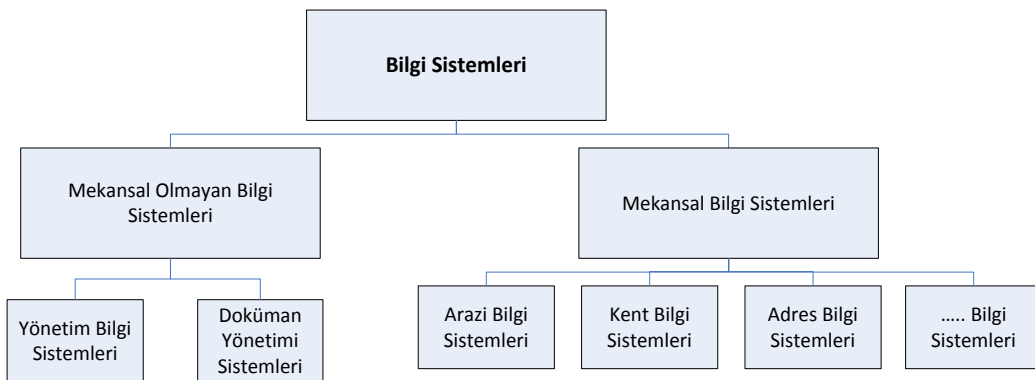 Bilgi Sistemleri
Mekansal Olmayan Bilgi
Sistemleri
Mekansal Bilgi Sistemleri
Yönetim Bilgi
Sistemleri
Doküman
Yönetimi
Sistemleri
Arazi Bilgi
Sistemleri
Kent Bilgi
Sistemleri
Adres Bilgi
Sistemleri
..... Bilgi
Sistemleri